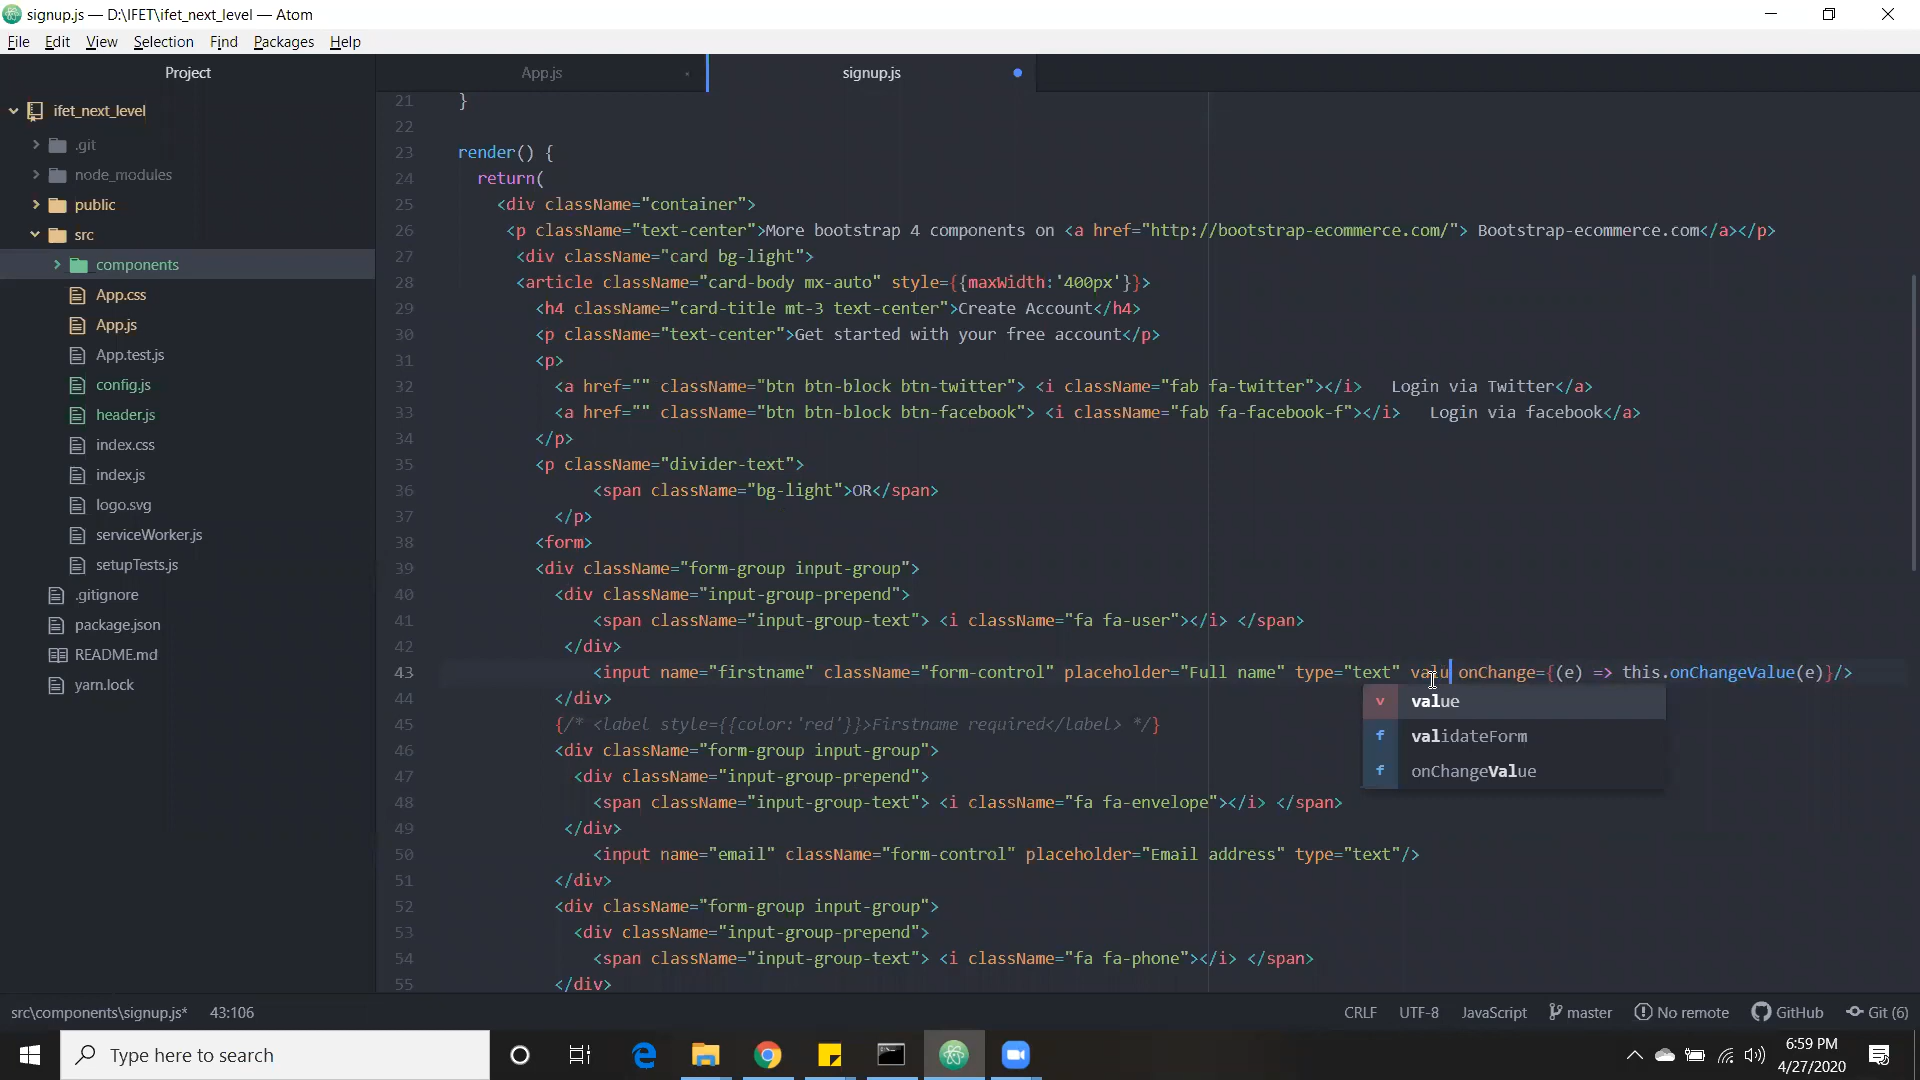 signup.js — D:\IFET\ifet_next_level — Atom
File Edit View Selection Find Packages Help
Project
App.js
signup.js
ifet_next_level
.git
node_modules
public
src
components
App.css
App.js
App.test.js
config.js
header.js
index.css
index.js
logo.svg
serviceWorker.js
setupTests.js
.gitignore
package.json
README.md
yarn.lock
21 }
22
23 render() {
24 return(
25 <div className="container">
26 <p className="text-center">More bootstrap 4 components on <a href="http://bootstrap-ecommerce.com/"> Bootstrap-ecommerce.com</a></p>
27 <div className="card bg-light">
28 <article className="card-body mx-auto" style={{maxWidth:'400px'}}>
29 <h4 className="card-title mt-3 text-center">Create Account</h4>
30 <p className="text-center">Get started with your free account</p>
31 <p>
32 <a href="" className="btn btn-block btn-twitter"> <i className="fab fa-twitter"></i>   Login via Twitter</a>
33 <a href="" className="btn btn-block btn-facebook"> <i className="fab fa-facebook-f"></i>   Login via facebook</a>
34 </p>
35 <p className="divider-text">
36 <span className="bg-light">OR</span>
37 </p>
38 <form>
39 <div className="form-group input-group">
40 <div className="input-group-prepend">
41 <span className="input-group-text"> <i className="fa fa-user"></i> </span>
42 </div>
43 <input name="firstname" className="form-control" placeholder="Full name" type="text" valu onChange={(e) => this.onChangeValue(e)}/>
44 </div>
45 {/* <label style={{color:'red'}}>Firstname required</label> */}
46 <div className="form-group input-group">
47 <div className="input-group-prepend">
48 <span className="input-group-text"> <i className="fa fa-envelope"></i> </span>
49 </div>
50 <input name="email" className="form-control" placeholder="Email address" type="text"/>
51 </div>
52 <div className="form-group input-group">
53 <div className="input-group-prepend">
54 <span className="input-group-text"> <i className="fa fa-phone"></i> </span>
55 </div>
v value
f validateForm
f onChangeValue
src\components\signup.js* 43:106
CRLF UTF-8 JavaScript master No remote GitHub Git (6)
Type here to search
6:59 PM
4/27/2020